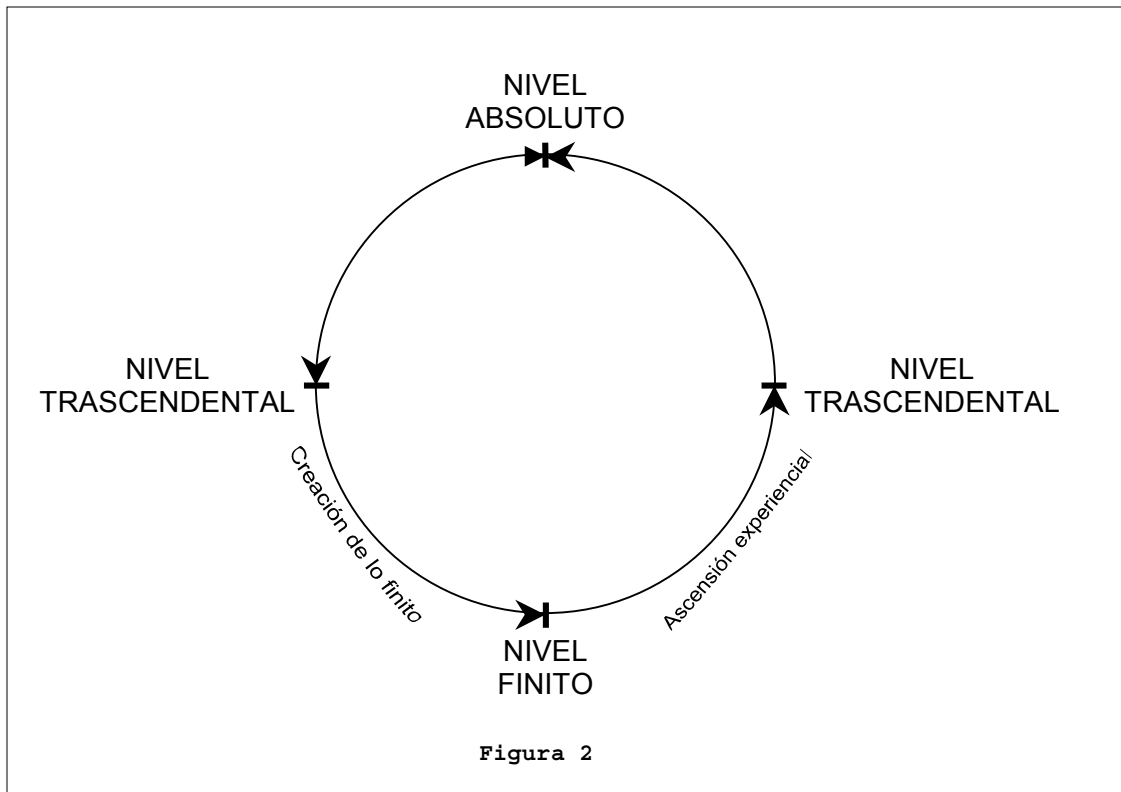 NIVEL
ABSOLUTO
NIVEL
TRASCENDENTAL
NIVEL
TRASCENDENTAL
Creación de lo finito
Ascensión experiencial
NIVEL
FINITO
Figura 2